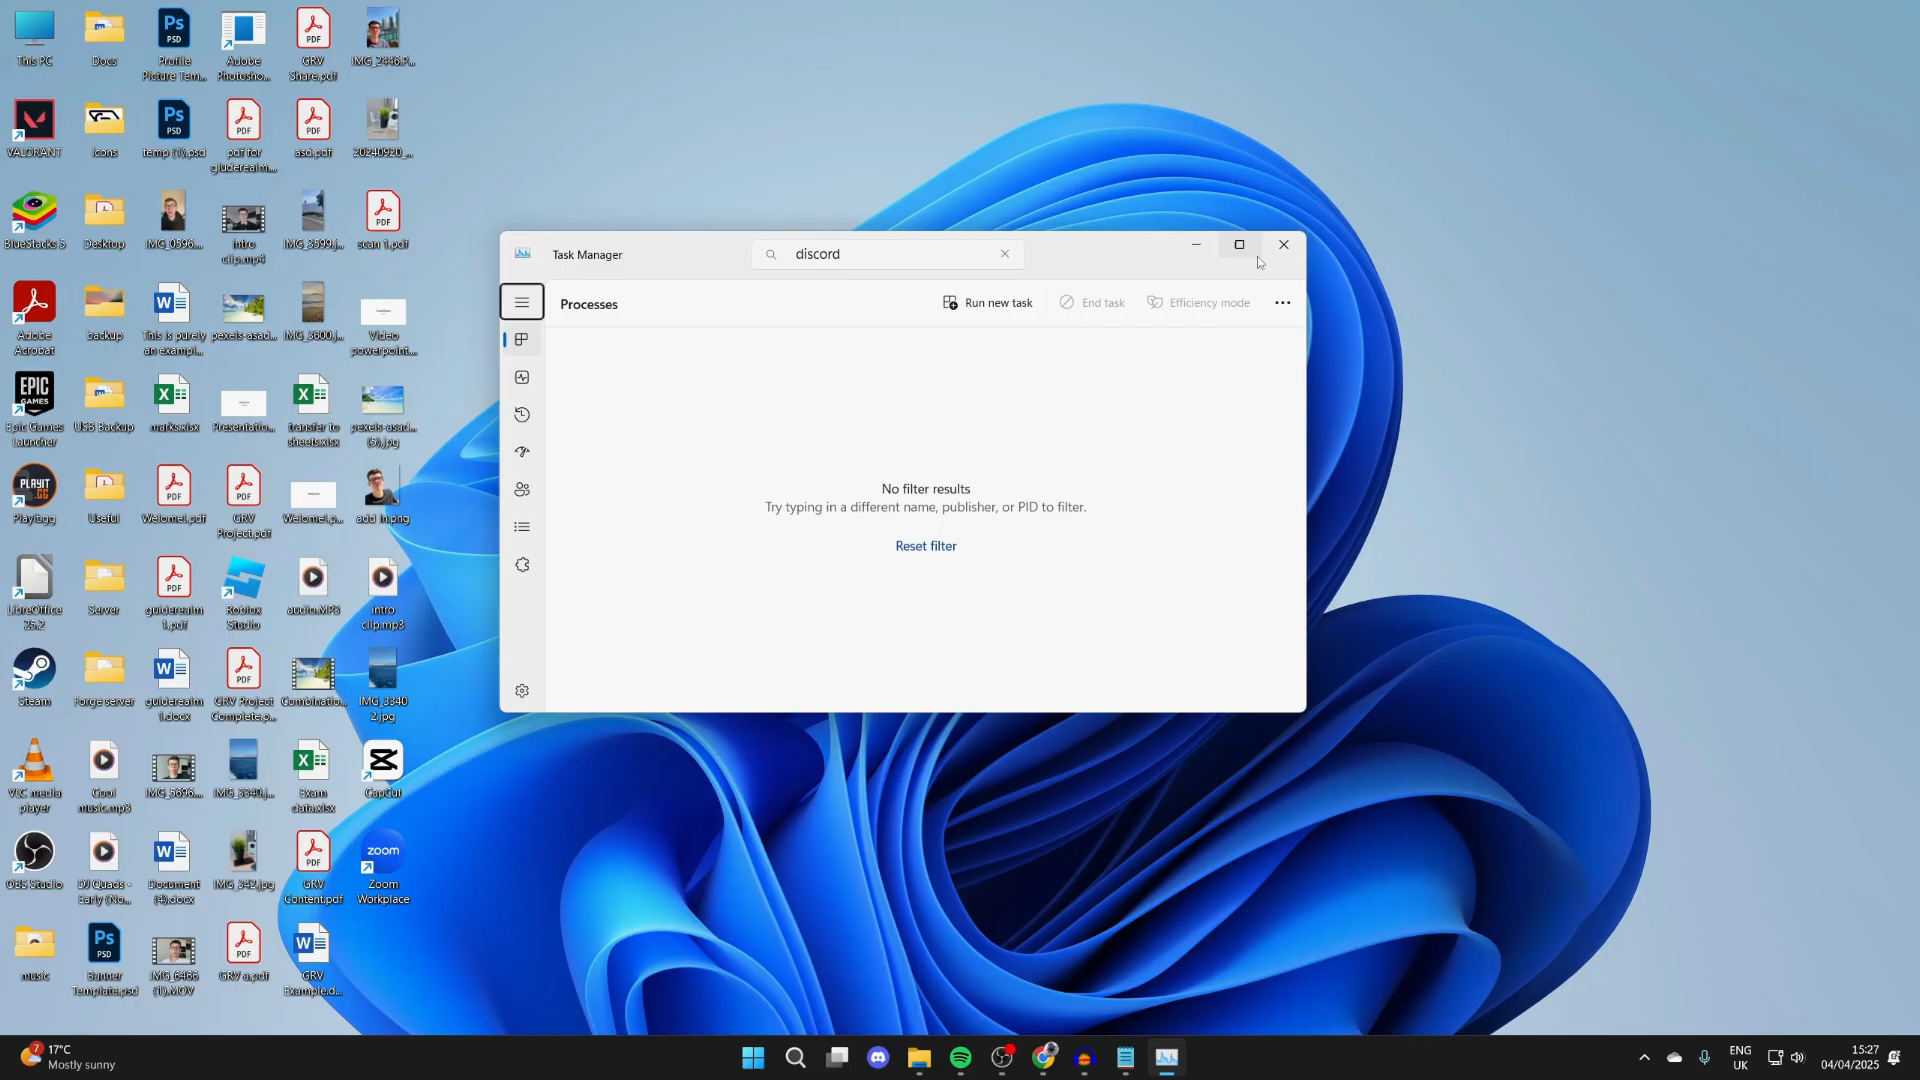 This PC
Docs
Profile
Picture Tem...
Adobe
Photosho...
GRV
Share.pdf
IMG_2446.P...
VALORANT
Icons
temp (1).psd
pdf for
guiderealm...
asd.pdf
20240920_...
BlueStacks 5
Desktop
IMG_0596....
intro
clip.mp4
IMG_3599.j...
scan 1.pdf
Adobe
Acrobat
backup
This is purely
an exampl...
pexels-asad...
IMG_3600.j...
Video
powerpoint...
Epic Games
Launcher
USB Backup
marks.xlsx
Presentatio...
transfer to
sheets.xlsx
pexels-asad...
(5).jpg
Playit.gg
Useful
Welome!.pdf
GRV
Project.pdf
Welome!.p...
add in.png
LibreOffice
25.2
Server
guiderealm
1.pdf
Roblox
Studio
audio.MP3
intro
clip.mp3
Steam
Forge server
guiderealm
1.docx
GRV Project
Complete.p...
Combinatio...
IMG_3340
2.jpg
VLC media
player
Cool
music.mp3
IMG_5696....
IMG_3340.j...
Exam
data.xlsx
CapCut
OBS Studio
DJ Quads -
Early (No...
Document
(4).docx
IMG_342.jpg
GRV
Content.pdf
Zoom
Workplace
music
Banner
Template.psd
IMG_6466
(1).MOV
GRV a.pdf
GRV
Example.d...
Task Manager
discord
Processes
Run new task
End task
Efficiency mode
No filter results
Try typing in a different name, publisher, or PID to filter.
Reset filter
7
17°C
Mostly sunny
ENG
UK
15:27
04/04/2025